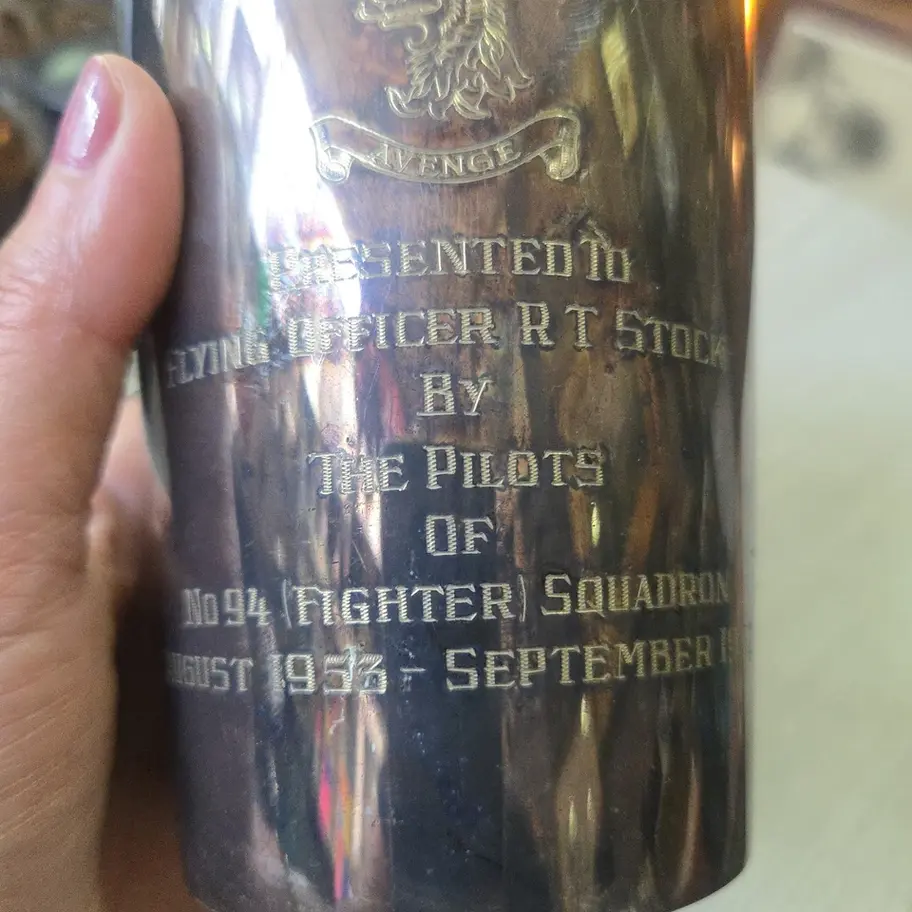 AVENGE
PRESENTED TO
FLYING OFFICER R T STOCK
BY
THE PILOTS
OF
No 94 (FIGHTER) SQUADRON
AUGUST 1953 - SEPTEMBER